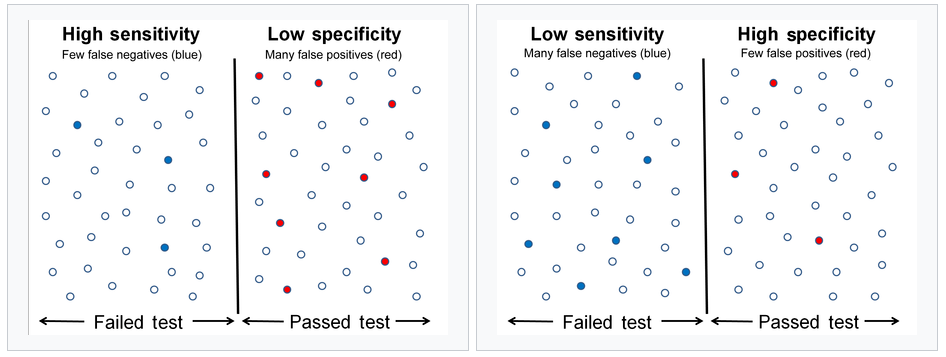 High sensitivity
Few false negatives (blue)
Low specificity
Many false positives (red)
Failed test
Passed test
Low sensitivity
Many false negatives (blue)
High specificity
Few false positives (red)
Failed test
Passed test